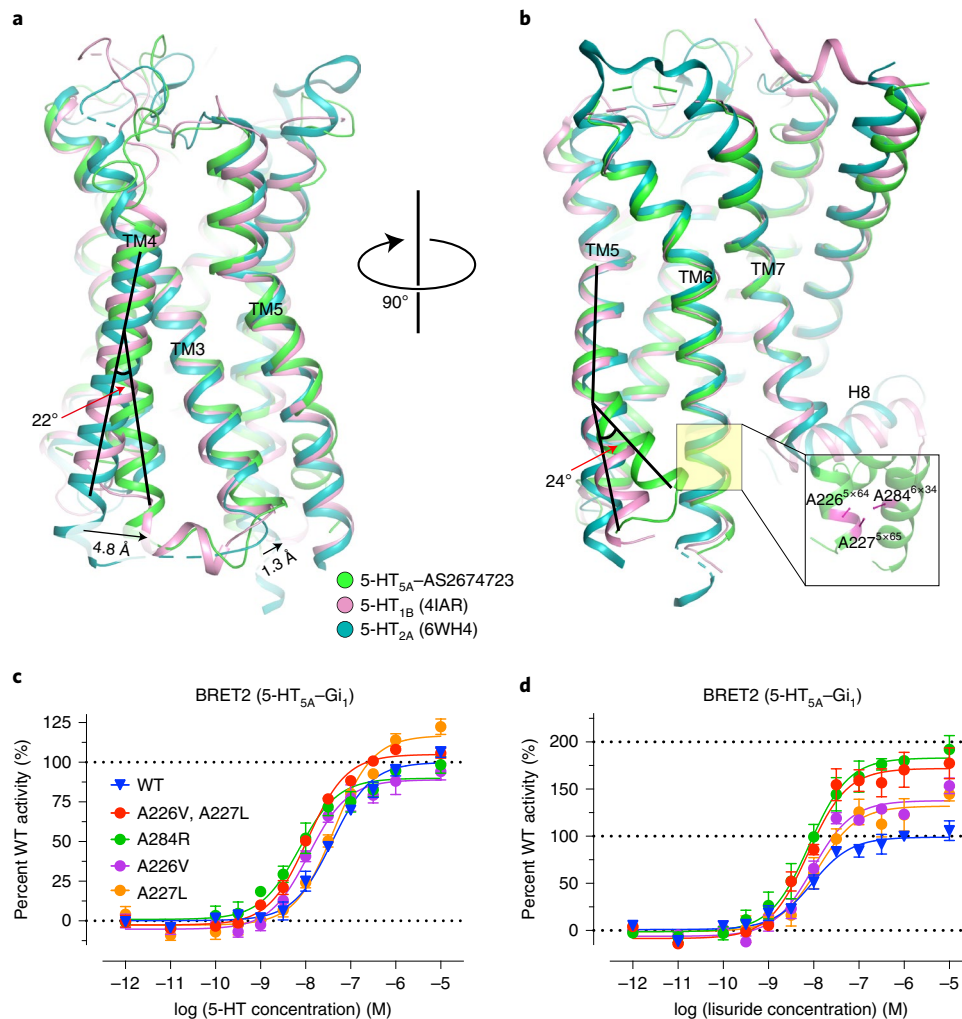 a
b
TM4
TM3
TM5
22°
4.8 Å
1.3 Å
90°
TM5
TM6
TM7
H8
24°
A226^5×64
A284^6×34
A227^5×65
5-HT5A–AS2674723
5-HT1B (4IAR)
5-HT2A (6WH4)
c
BRET2 (5-HT5A–Gi1)
Percent WT activity (%)
125
100
75
50
25
0
WT
A226V, A227L
A284R
A226V
A227L
–12
–11
–10
–9
–8
–7
–6
–5
log (5-HT concentration) (M)
d
BRET2 (5-HT5A–Gi1)
Percent WT activity (%)
200
150
100
50
0
–12
–11
–10
–9
–8
–7
–6
–5
log (lisuride concentration) (M)